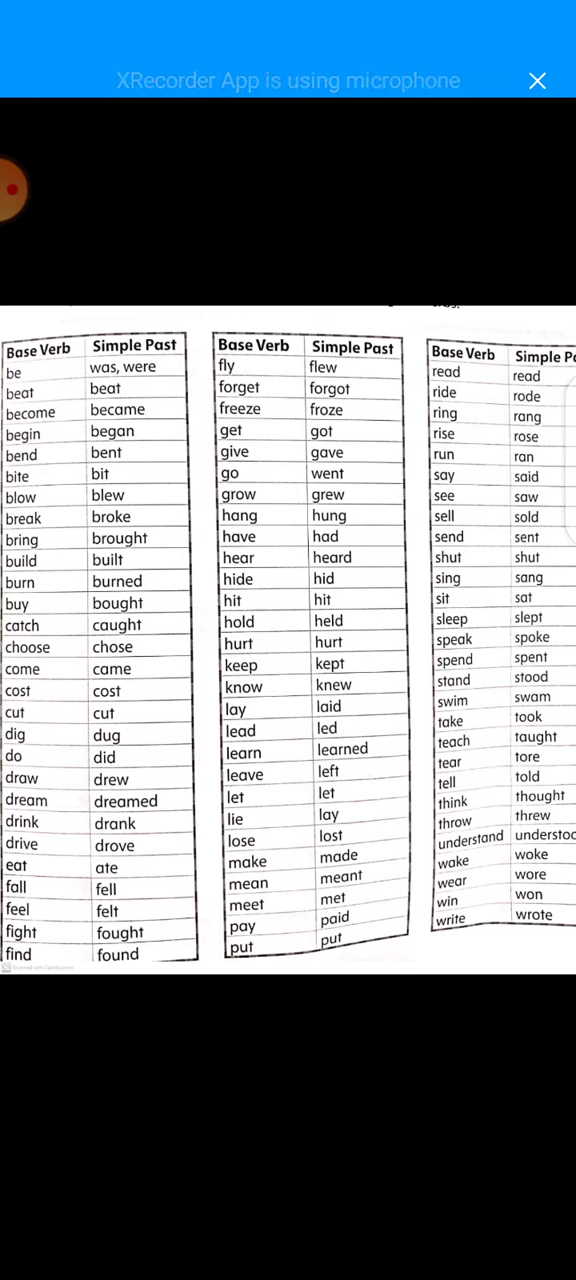 XRecorder App is using microphone
Base Verb Simple Past
be was, were
beat beat
become became
begin began
bend bent
bite bit
blow blew
break broke
bring brought
build built
burn burned
buy bought
catch caught
choose chose
come came
cost cost
cut cut
dig dug
do did
draw drew
dream dreamed
drink drank
drive drove
eat ate
fall fell
feel felt
fight fought
find found
Base Verb Simple Past
fly flew
forget forgot
freeze froze
get got
give gave
go went
grow grew
hang hung
have had
hear heard
hide hid
hit hit
hold held
hurt hurt
keep kept
know knew
lay laid
lead led
learn learned
leave left
let let
lie lay
lose lost
make made
mean meant
meet met
pay paid
put put
Base Verb Simple Pa
read read
ride rode
ring rang
rise rose
run ran
say said
see saw
sell sold
send sent
shut shut
sing sang
sit sat
sleep slept
speak spoke
spend spent
stand stood
swim swam
take took
teach taught
tear tore
tell told
think thought
throw threw
understand understoo
wake woke
wear wore
win won
write wrote